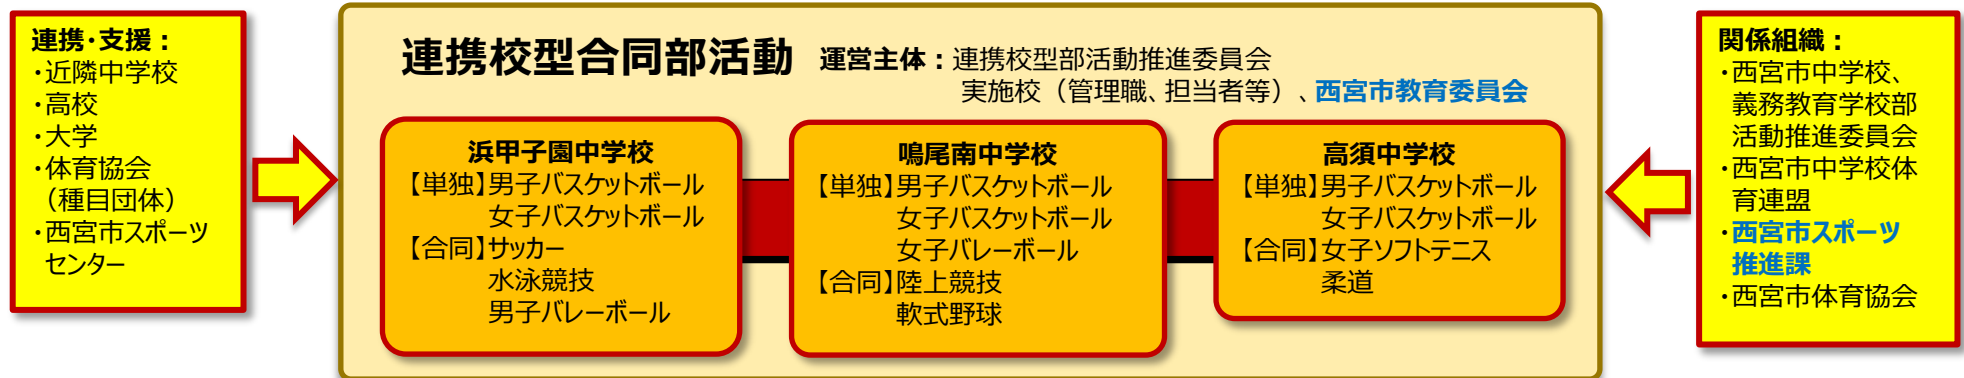 連携・支援：
・近隣中学校
・高校
・大学
・体育協会
（種目団体）
・西宮市スポーツ
センター
連携校型合同部活動 運営主体：連携校型部活動推進委員会
実施校（管理職、担当者等）、西宮市教育委員会
浜甲子園中学校
【単独】男子バスケットボール
女子バスケットボール
【合同】サッカー
水泳競技
男子バレーボール
鳴尾南中学校
【単独】男子バスケットボール
女子バスケットボール
女子バレーボール
【合同】陸上競技
軟式野球
高須中学校
【単独】男子バスケットボール
女子バスケットボール
【合同】女子ソフトテニス
柔道
関係組織：
・西宮市中学校、
義務教育学校部
活動推進委員会
・西宮市中学校体
育連盟
・西宮市スポーツ
推進課
・西宮市体育協会